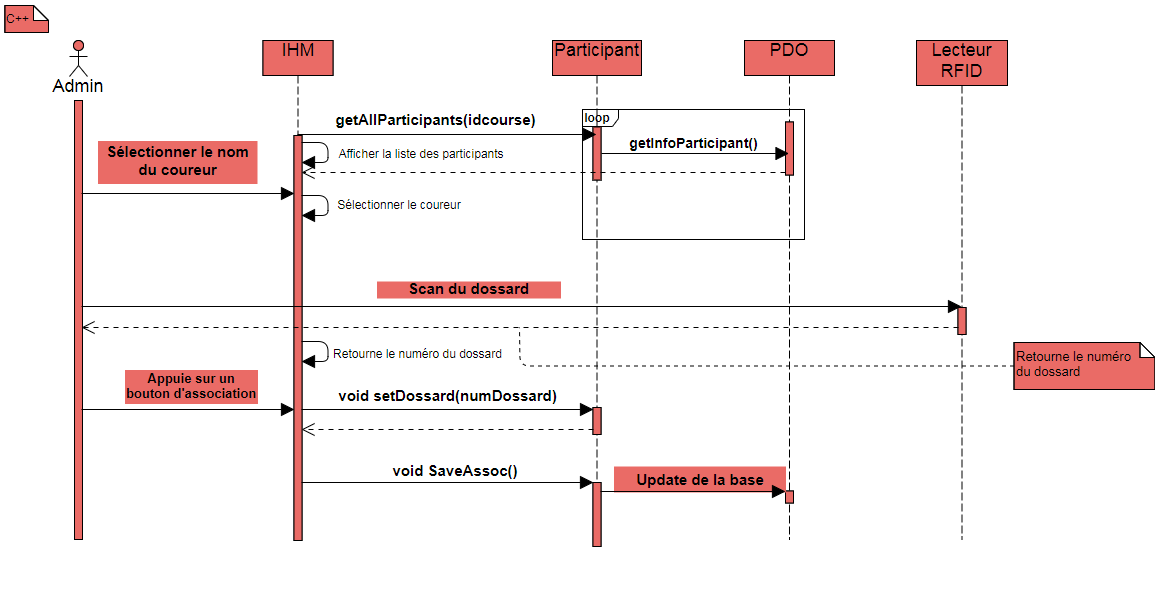 C++
Admin
IHM
Participant
PDO
Lecteur
RFID
getAllParticipants(idcourse)
loop
getInfoParticipant()
Afficher la liste des participants
Sélectionner le nom
du coureur
Sélectionner le coureur
Scan du dossard
Retourne le numéro du dossard
Retourne le numéro
du dossard
Appuie sur un
bouton d'association
void setDossard(numDossard)
void SaveAssoc()
Update de la base